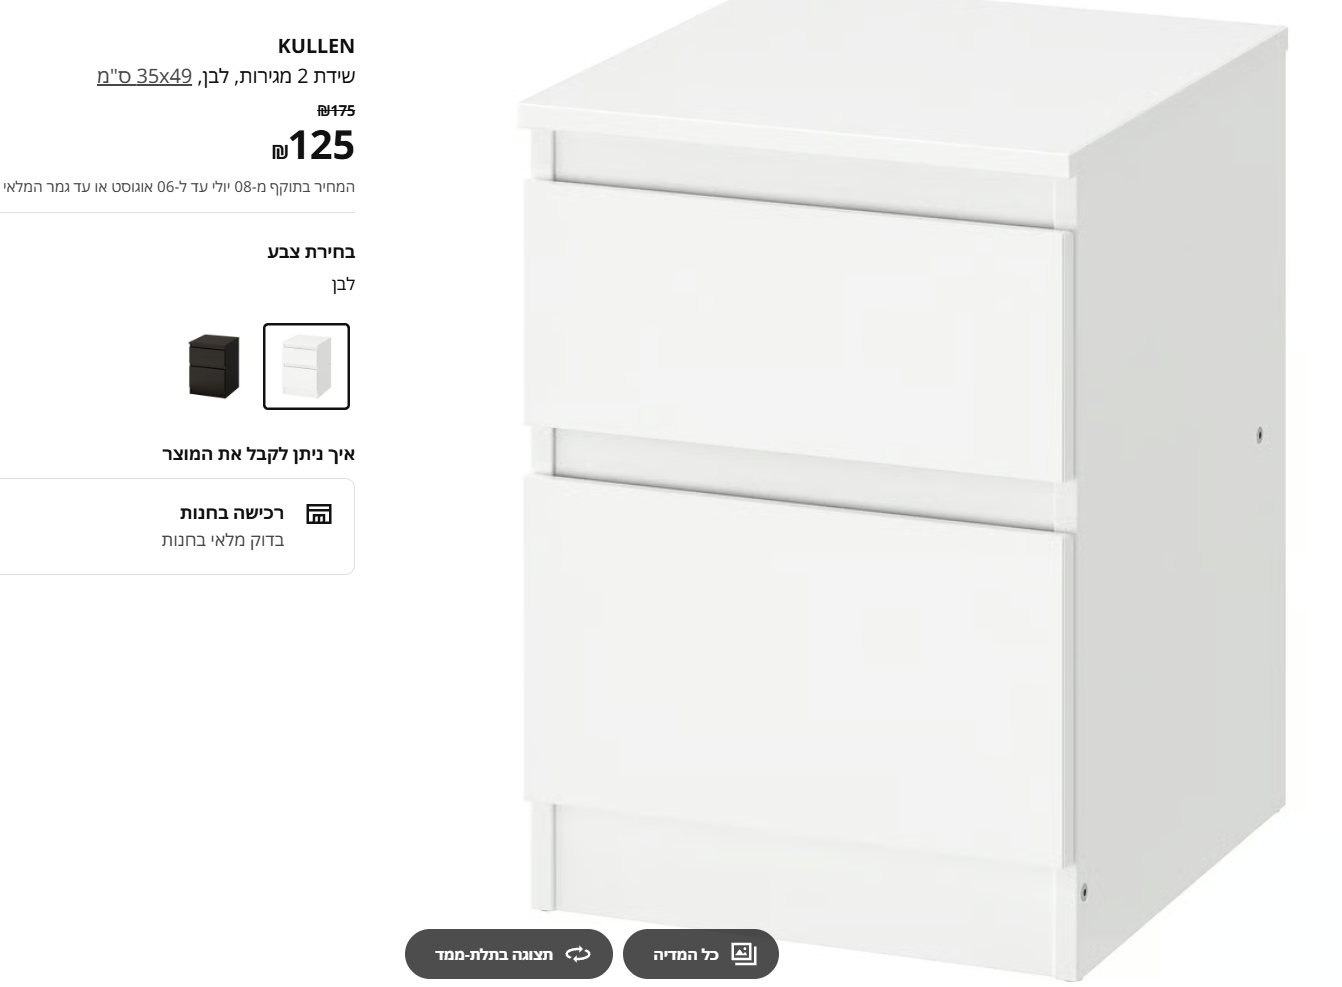 KULLEN
שידת 2 מגירות, לבן, 35x49 ס"מ
₪175
₪125
המחיר בתוקף מ-08 יולי עד ל-06 אוגוסט או עד גמר המלאי
בחירת צבע
לבן
איך ניתן לקבל את המוצר
רכישה בחנות
בדוק מלאי בחנות
כל המדיה
תצוגה בתלת-ממד